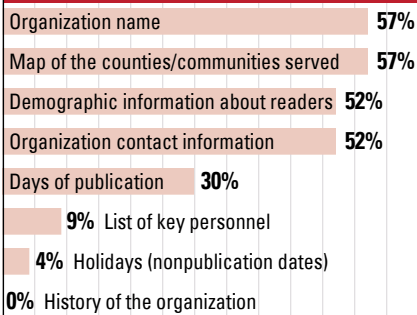 Organization name 57%
Map of the counties/communities served 57%
Demographic information about readers 52%
Organization contact information 52%
Days of publication 30%
9% List of key personnel
4% Holidays (nonpublication dates)
0% History of the organization